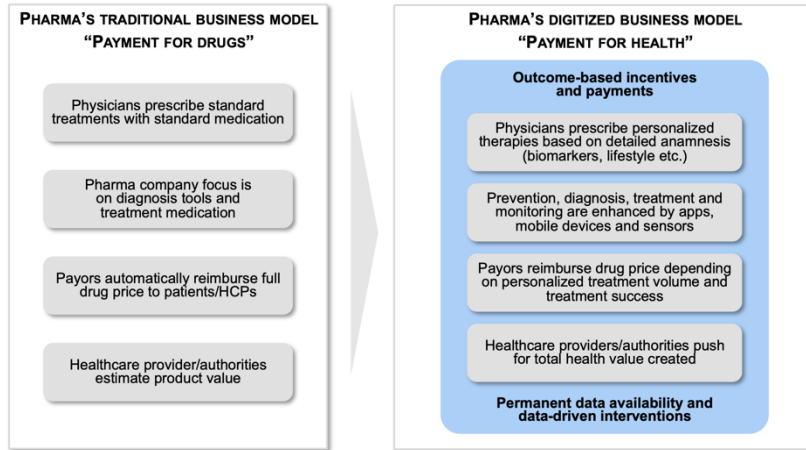 PHARMA'S TRADITIONAL BUSINESS MODEL
“PAYMENT FOR DRUGS”
Physicians prescribe standard
treatments with standard medication
Pharma company focus is
on diagnosis tools and
treatment medication
Payors automatically reimburse full
drug price to patients/HCPs
Healthcare provider/authorities
estimate product value
PHARMA'S DIGITIZED BUSINESS MODEL
“PAYMENT FOR HEALTH”
Outcome-based incentives
and payments
Physicians prescribe personalized
therapies based on detailed anamnesis
(biomarkers, lifestyle etc.)
Prevention, diagnosis, treatment and
monitoring are enhanced by apps,
mobile devices and sensors
Payors reimburse drug price depending
on personalized treatment volume and
treatment success
Healthcare providers/authorities push
for total health value created
Permanent data availability and
data-driven interventions